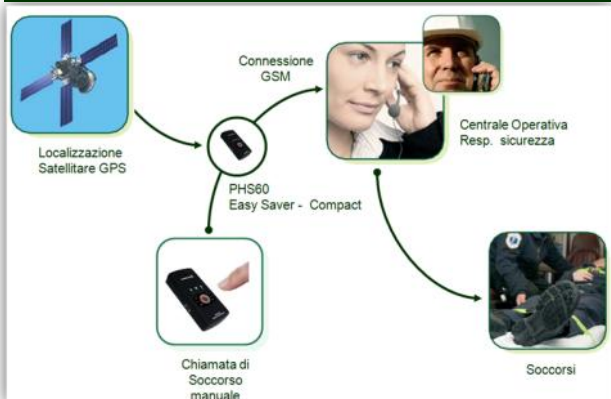 Connessione
GSM
Localizzazione
Satellitare GPS
Centrale Operativa
Resp. sicurezza
PHS60
Easy Saver - Compact
Chiamata di
Soccorso
manuale
Soccorsi